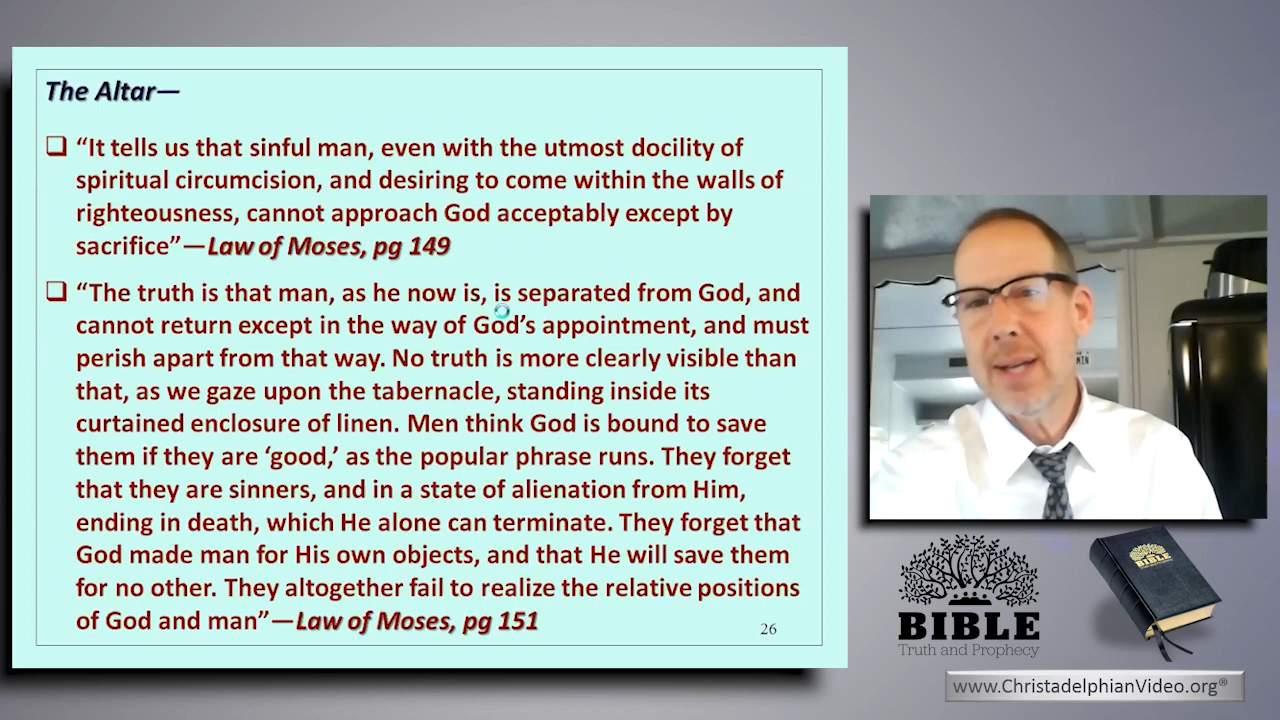 The Altar—
❑ “It tells us that sinful man, even with the utmost docility of
spiritual circumcision, and desiring to come within the walls of
righteousness, cannot approach God acceptably except by
sacrifice”—Law of Moses, pg 149
❑ “The truth is that man, as he now is, is separated from God, and
cannot return except in the way of God’s appointment, and must
perish apart from that way. No truth is more clearly visible than
that, as we gaze upon the tabernacle, standing inside its
curtained enclosure of linen. Men think God is bound to save
them if they are ‘good,’ as the popular phrase runs. They forget
that they are sinners, and in a state of alienation from Him,
ending in death, which He alone can terminate. They forget that
God made man for His own objects, and that He will save them
for no other. They altogether fail to realize the relative positions
of God and man”—Law of Moses, pg 151
26
BIBLE
Truth and Prophecy
BIBLE
www.ChristadelphianVideo.org®